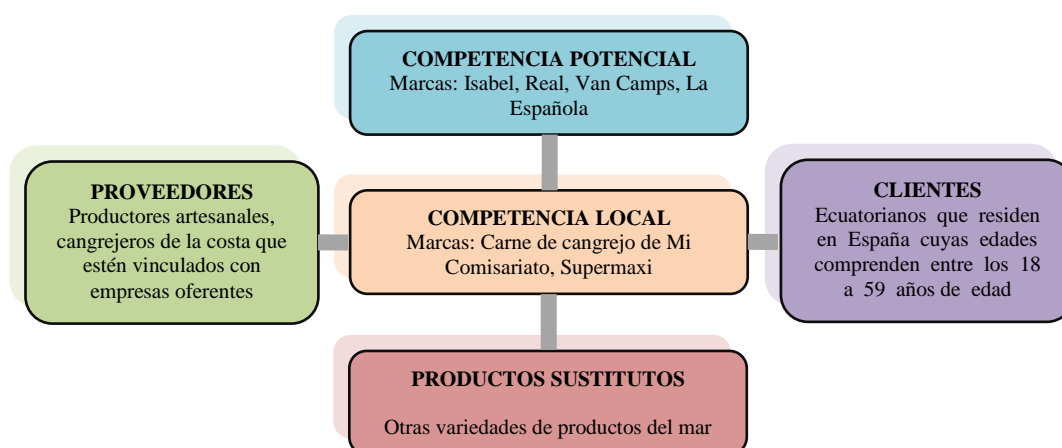 COMPETENCIA POTENCIAL
Marcas: Isabel, Real, Van Camps, La
Española
PROVEEDORES
Productores artesanales,
cangrejeros de la costa que
estén vinculados con
empresas oferentes
COMPETENCIA LOCAL
Marcas: Carne de cangrejo de Mi
Comisariato, Supermaxi
CLIENTES
Ecuatorianos que residen
en España cuyas edades
comprenden entre los 18
a 59 años de edad
PRODUCTOS SUSTITUTOS
Otras variedades de productos del mar